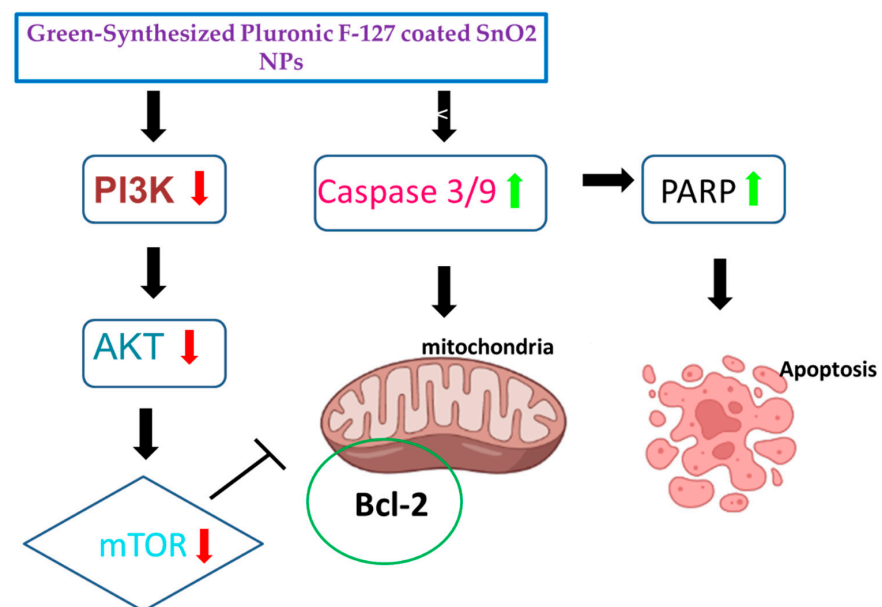 Green-Synthesized Pluronic F-127 coated SnO2
NPs
PI3K
Caspase 3/9
PARP
AKT
mitochondria
Apoptosis
Bcl-2
mTOR